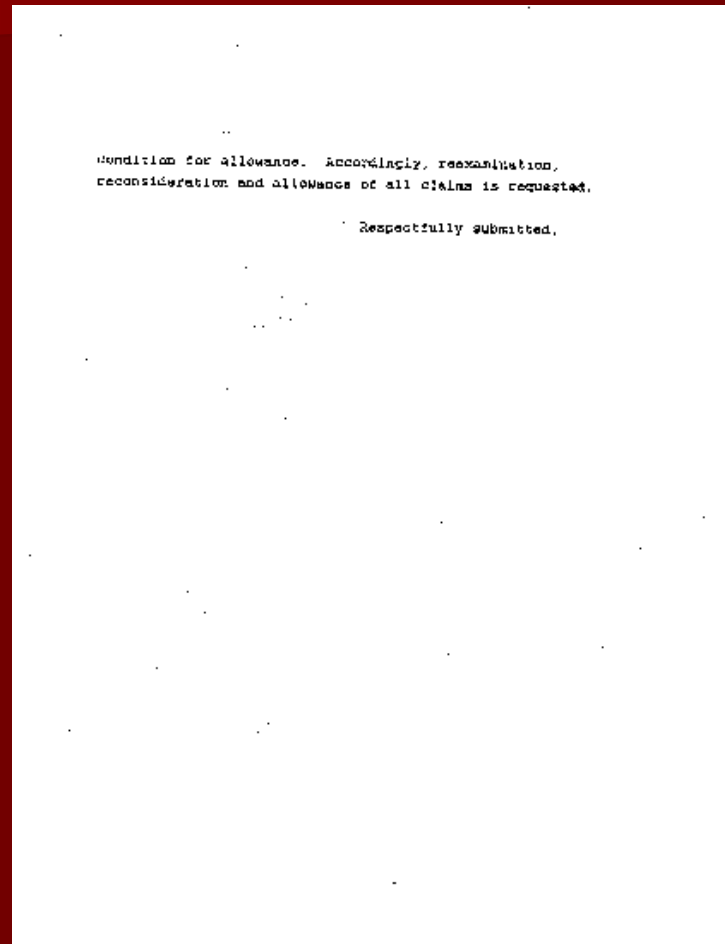 condition for allowance. Accordingly, reexamination,
reconsideration and allowance of all claims is requested.
Respectfully submitted,